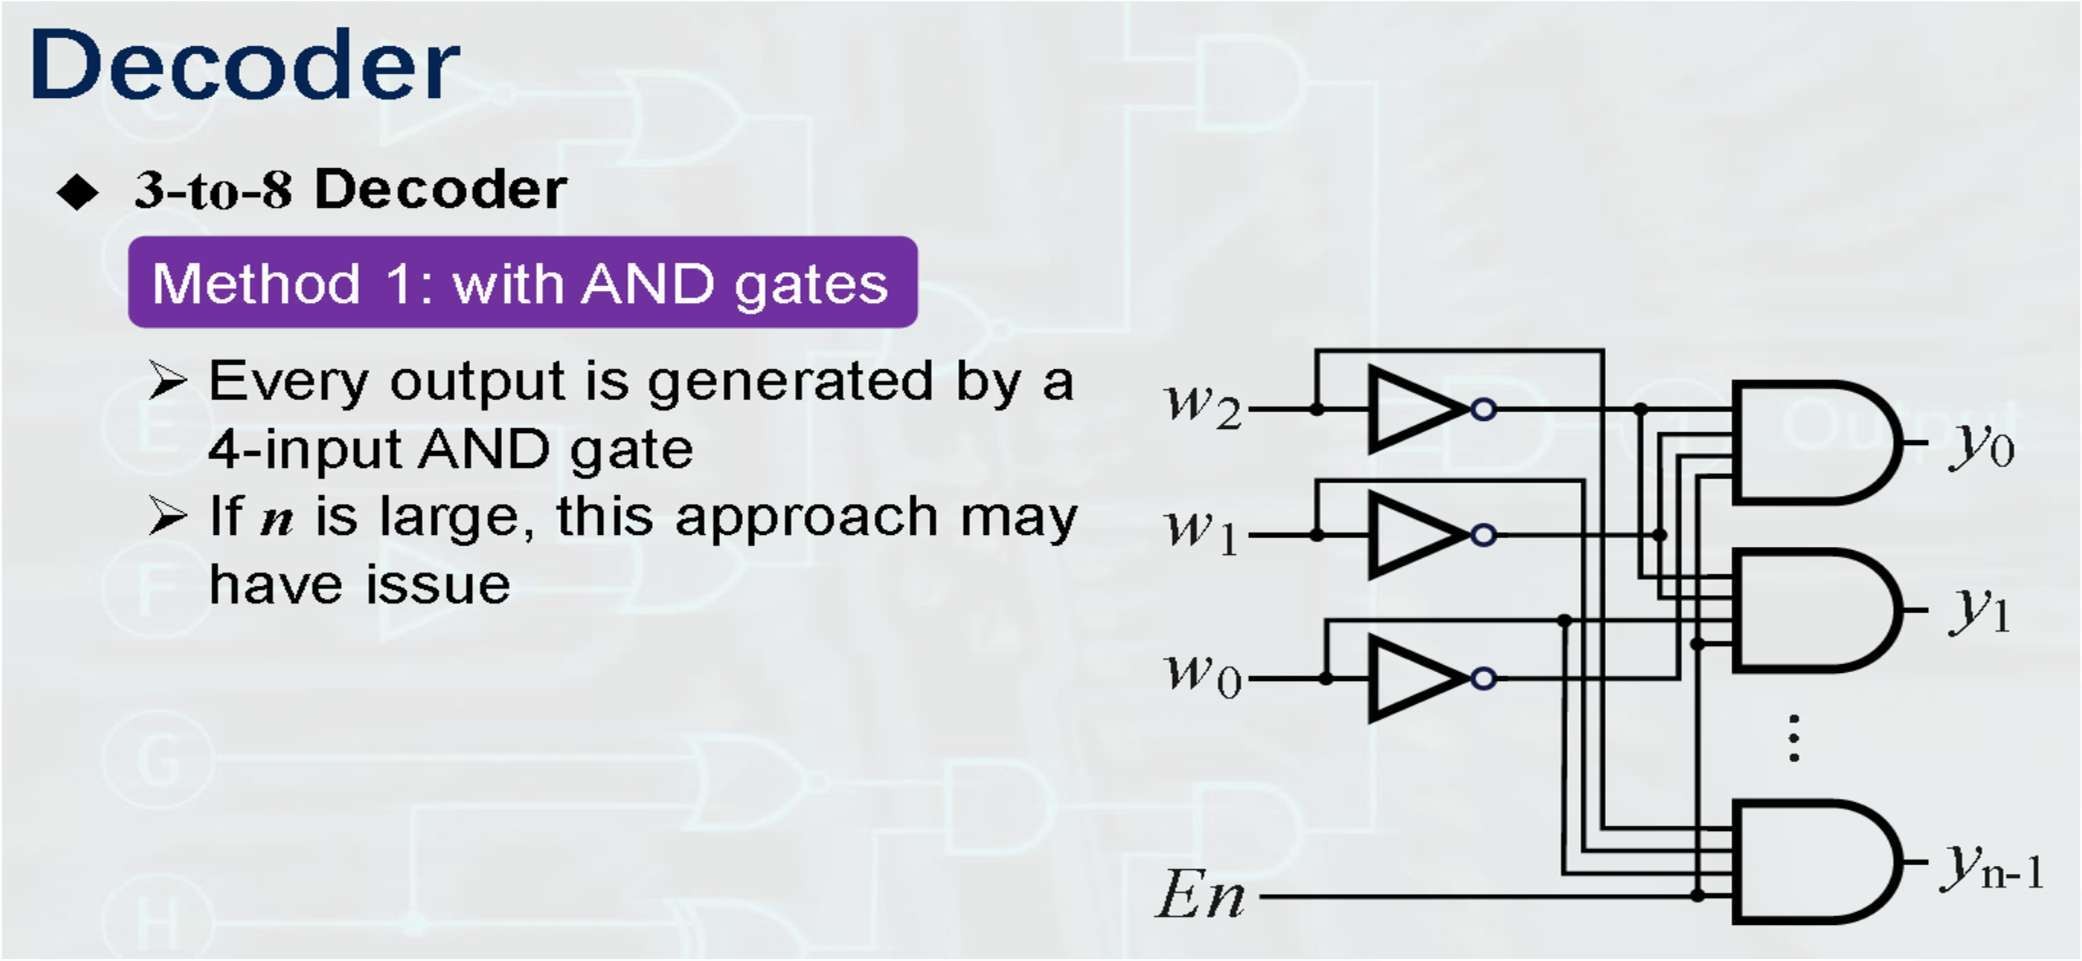 Decoder
◆ 3-to-8 Decoder
Method 1: with AND gates
➢ Every output is generated by a
4-input AND gate
➢ If n is large, this approach may
have issue
w2
w1
w0
En
y0
y1
⋮
yn-1
E
F
G
H
Output